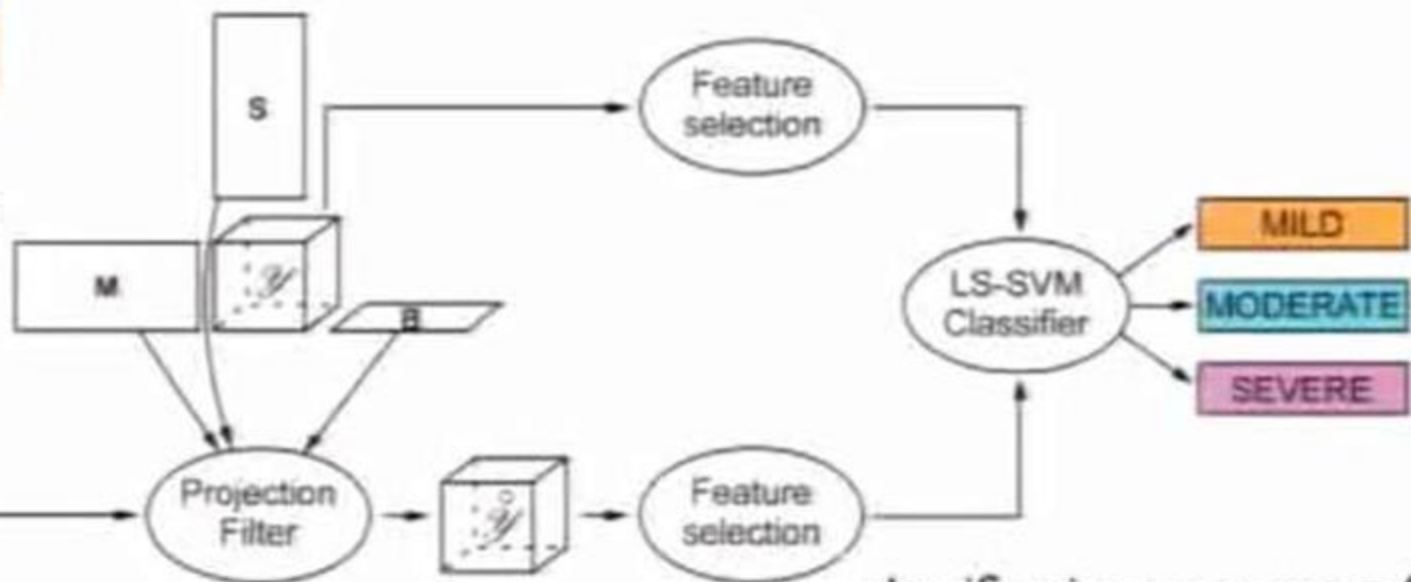 S
Feature
selection
M
𝒴
B
LS-SVM
Classifier
MILD
MODERATE
SEVERE
Projection
Filter
𝒴̊
Feature
selection